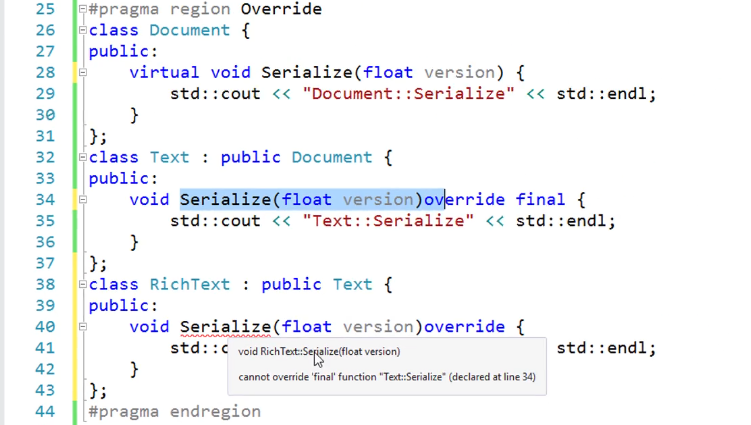 25 #pragma region Override
26 class Document {
27 public:
28     virtual void Serialize(float version) {
29         std::cout << "Document::Serialize" << std::endl;
30     }
31 };
32 class Text : public Document {
33 public:
34     void Serialize(float version)override final {
35         std::cout << "Text::Serialize" << std::endl;
36     }
37 };
38 class RichText : public Text {
39 public:
40     void Serialize(float version)override {
41         std::c std::endl;
void RichText::Serialize(float version)
cannot override 'final' function "Text::Serialize" (declared at line 34)
42     }
43 };
44 #pragma endregion